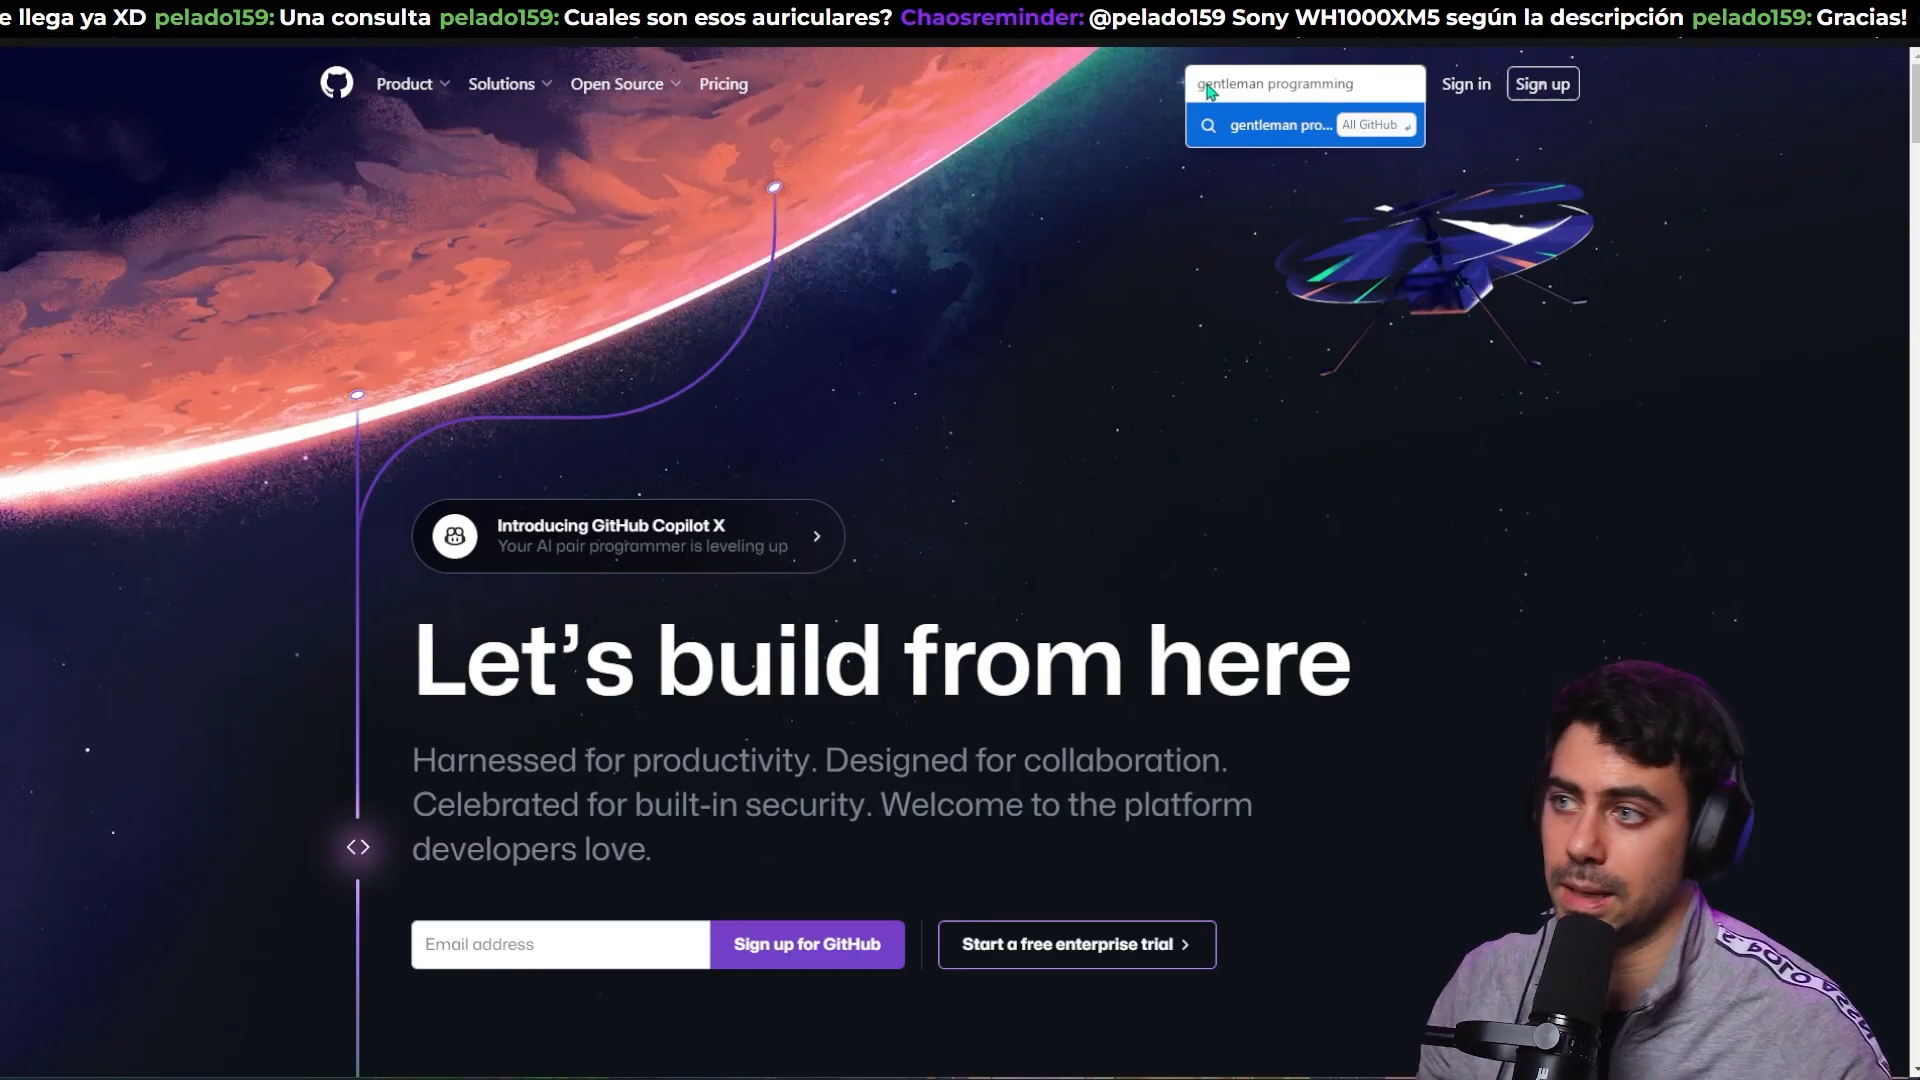 e llega ya XD pelado159: Una consulta pelado159: Cuales son esos auriculares? Chaosreminder: @pelado159 Sony WH1000XM5 según la descripción pelado159: Gracias!
Product Solutions Open Source Pricing gentleman programming Sign in Sign up
gentleman pro... All GitHub
Introducing GitHub Copilot X
Your AI pair programmer is leveling up
Let's build from here
Harnessed for productivity. Designed for collaboration.
Celebrated for built-in security. Welcome to the platform
developers love.
Email address Sign up for GitHub Start a free enterprise trial